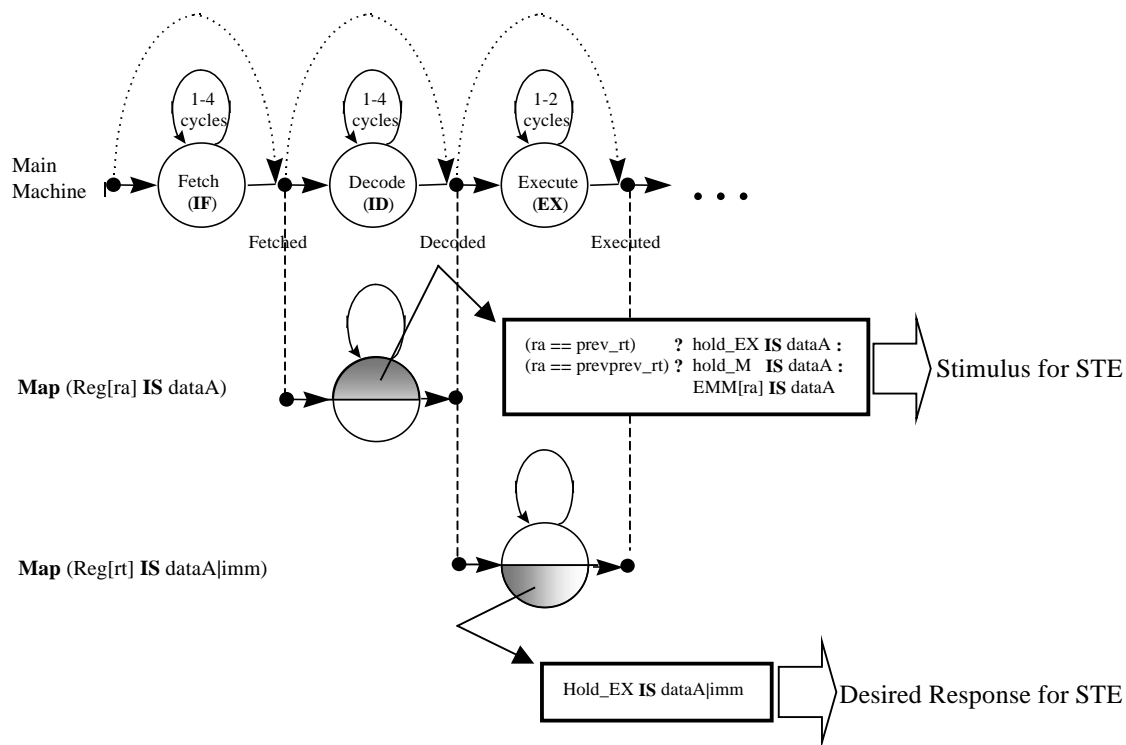 1-4
cycles
1-4
cycles
1-2
cycles
Main
Machine
Fetch
(IF)
Decode
(ID)
Execute
(EX)
. . .
Fetched
Decoded
Executed
(ra == prev_rt) ? hold_EX IS dataA :
(ra == prevprev_rt) ? hold_M IS dataA :
EMM[ra] IS dataA
Stimulus for STE
Map (Reg[ra] IS dataA)
Map (Reg[rt] IS dataA|imm)
Hold_EX IS dataA|imm
Desired Response for STE